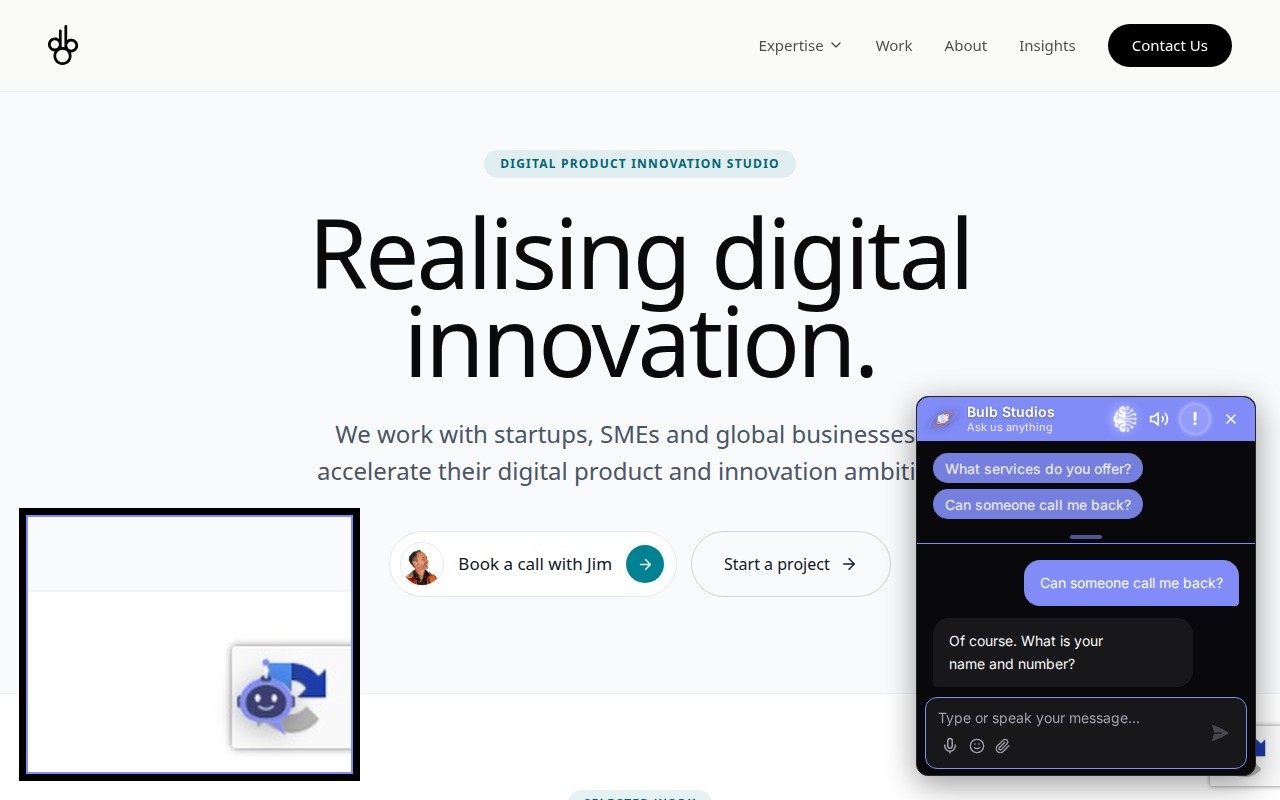 Expertise
Work
About
Insights
Contact Us
DIGITAL PRODUCT INNOVATION STUDIO
Realising digital
innovation.
We work with startups, SMEs and global businesses
accelerate their digital product and innovation
Book a call with Jim
Start a project
Bulb Studios
Ask us anything
!
What services do you offer?
Can someone call me back?
Can someone call me back?
Of course. What is your
name and number?
Type or speak your message...